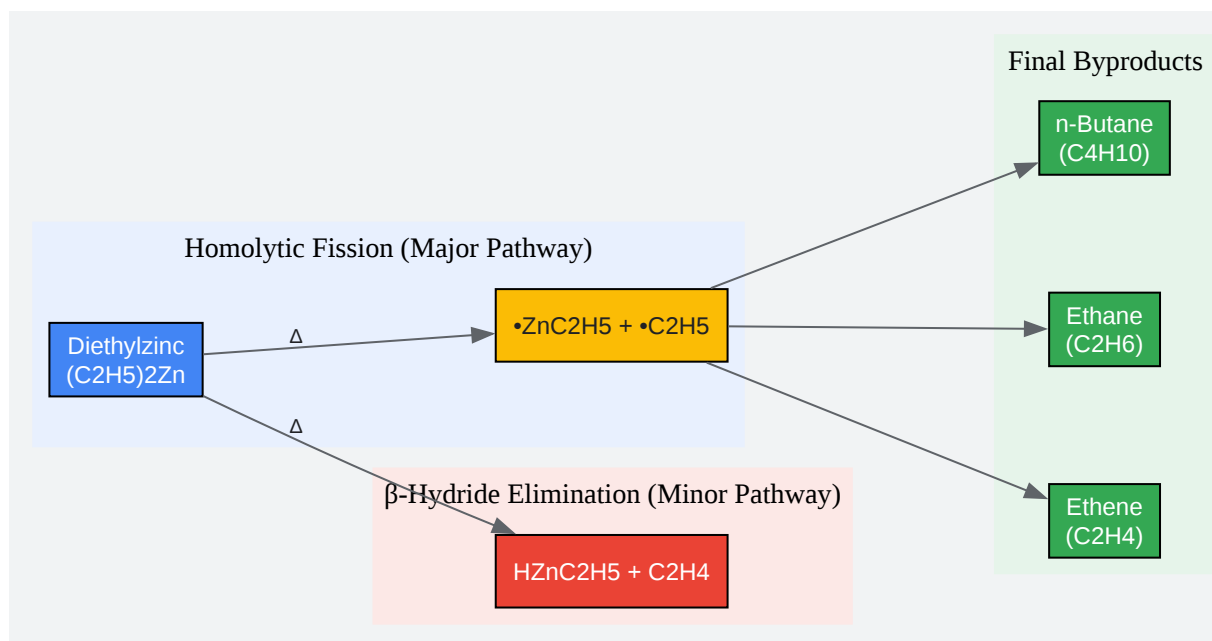 Final Byproducts
n-Butane
(C4H10)
Homolytic Fission (Major Pathway)
Diethylzinc
(C2H5)2Zn
Δ
•ZnC2H5 + •C2H5
Ethane
(C2H6)
Δ
β-Hydride Elimination (Minor Pathway)
HZnC2H5 + C2H4
Ethene
(C2H4)